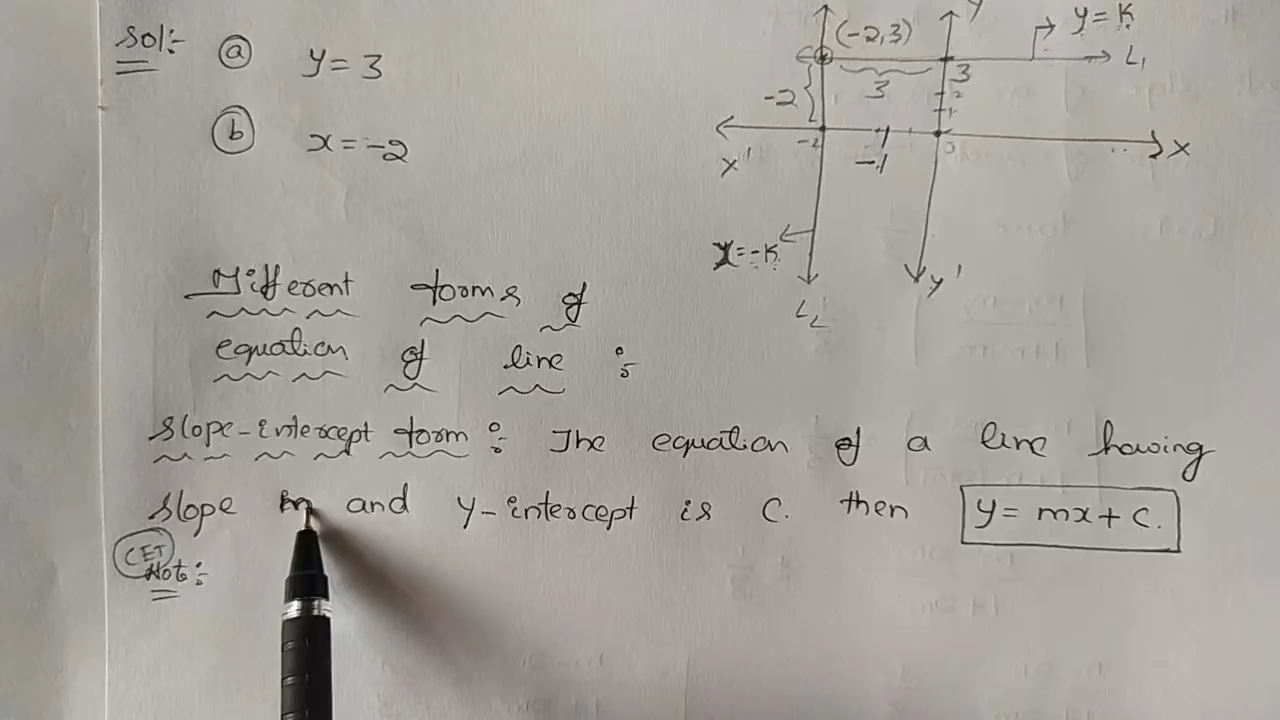 Sol:-
(a) y = 3
(b) x = -2
(-2,3)
Y
y = K
L1
3
3
-2
2
1
X'
-2
-1
0
X
x = -K
L2
Y'
Different forms of
equation of line :-
Slope-intercept form :- The equation of a line having
slope m and y-intercept is C. then y = mx + c.
CET
Note:-